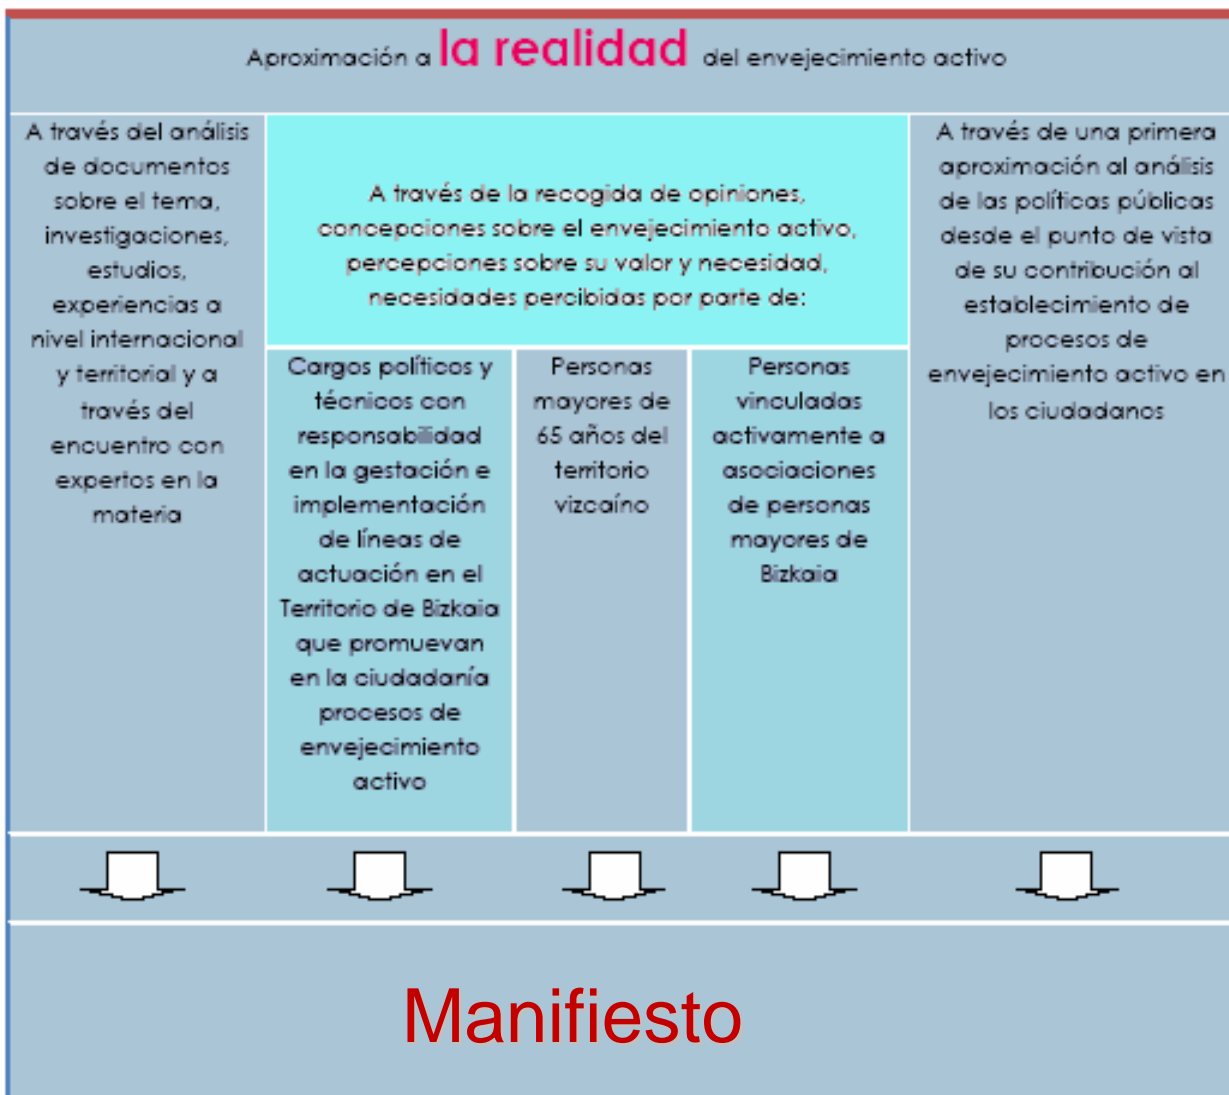 Aproximación a la realidad del envejecimiento activo
A través del análisis
de documentos
sobre el tema,
investigaciones,
estudios,
experiencias a
nivel internacional
y territorial y a
través del
encuentro con
expertos en la
materia
A través de la recogida de opiniones,
concepciones sobre el envejecimiento activo,
percepciones sobre su valor y necesidad,
necesidades percibidas por parte de:
Cargos políticos y
técnicos con
responsabilidad
en la gestación e
implementación
de líneas de
actuación en el
Territorio de Bizkaia
que promuevan
en la ciudadanía
procesos de
envejecimiento
activo
Personas
mayores de
65 años del
territorio
vizcaíno
Personas
vinculadas
activamente a
asociaciones
de personas
mayores de
Bizkaia
A través de una primera
aproximación al análisis
de las políticas públicas
desde el punto de vista
de su contribución al
establecimiento de
procesos de
envejecimiento activo en
los ciudadanos
Manifiesto